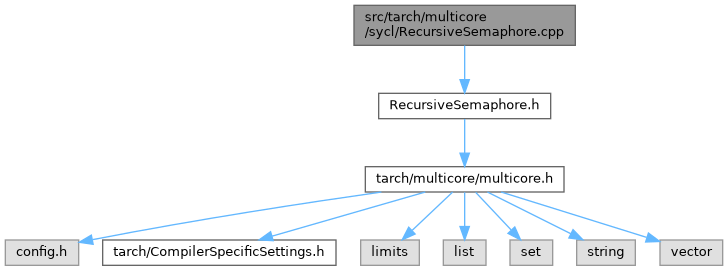 src/tarch/multicore
/sycl/RecursiveSemaphore.cpp
RecursiveSemaphore.h
tarch/multicore/multicore.h
config.h
tarch/CompilerSpecificSettings.h
limits
list
set
string
vector